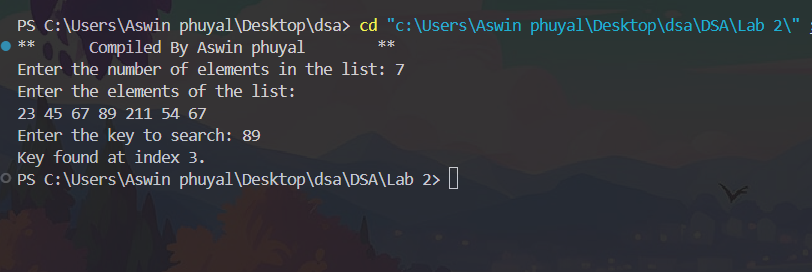 PS C:\Users\Aswin phuyal\Desktop\dsa> cd "c:\Users\Aswin phuyal\Desktop\dsa\DSA\Lab 2\"
** Compiled By Aswin phuyal **
Enter the number of elements in the list: 7
Enter the elements of the list:
23 45 67 89 211 54 67
Enter the key to search: 89
Key found at index 3.
PS C:\Users\Aswin phuyal\Desktop\dsa\DSA\Lab 2>